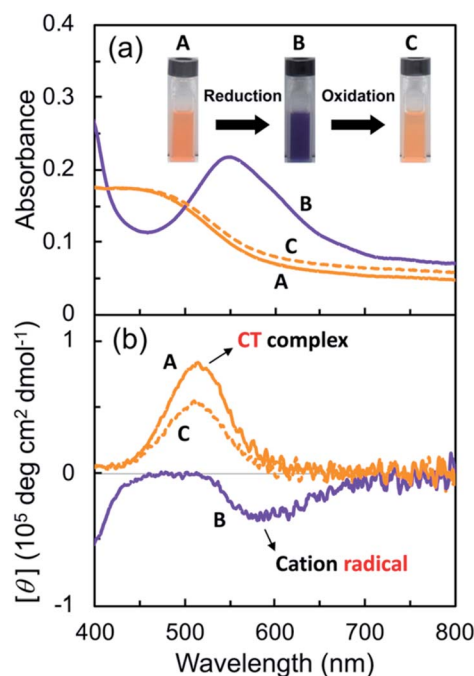 (a)
A B C
Reduction Oxidation
Absorbance
0.4
0.3
0.2
0.1
0
B
C
A
(b)
A
CT complex
C
B
Cation radical
[θ] (10⁵ deg cm² dmol⁻¹)
1
0
-1
400 500 600 700 800
Wavelength (nm)